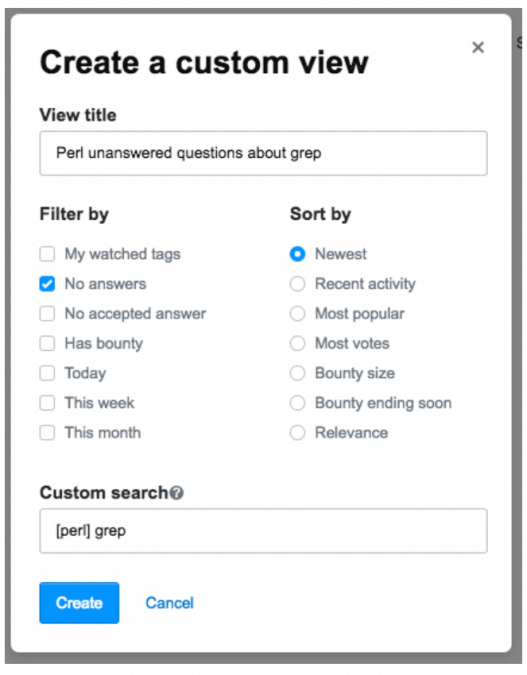 Create a custom view
×
View title
Perl unanswered questions about grep
Filter by
Sort by
My watched tags
Newest
No answers
Recent activity
No accepted answer
Most popular
Has bounty
Most votes
Today
Bounty size
This week
Bounty ending soon
This month
Relevance
Custom search?
[perl] grep
Create
Cancel